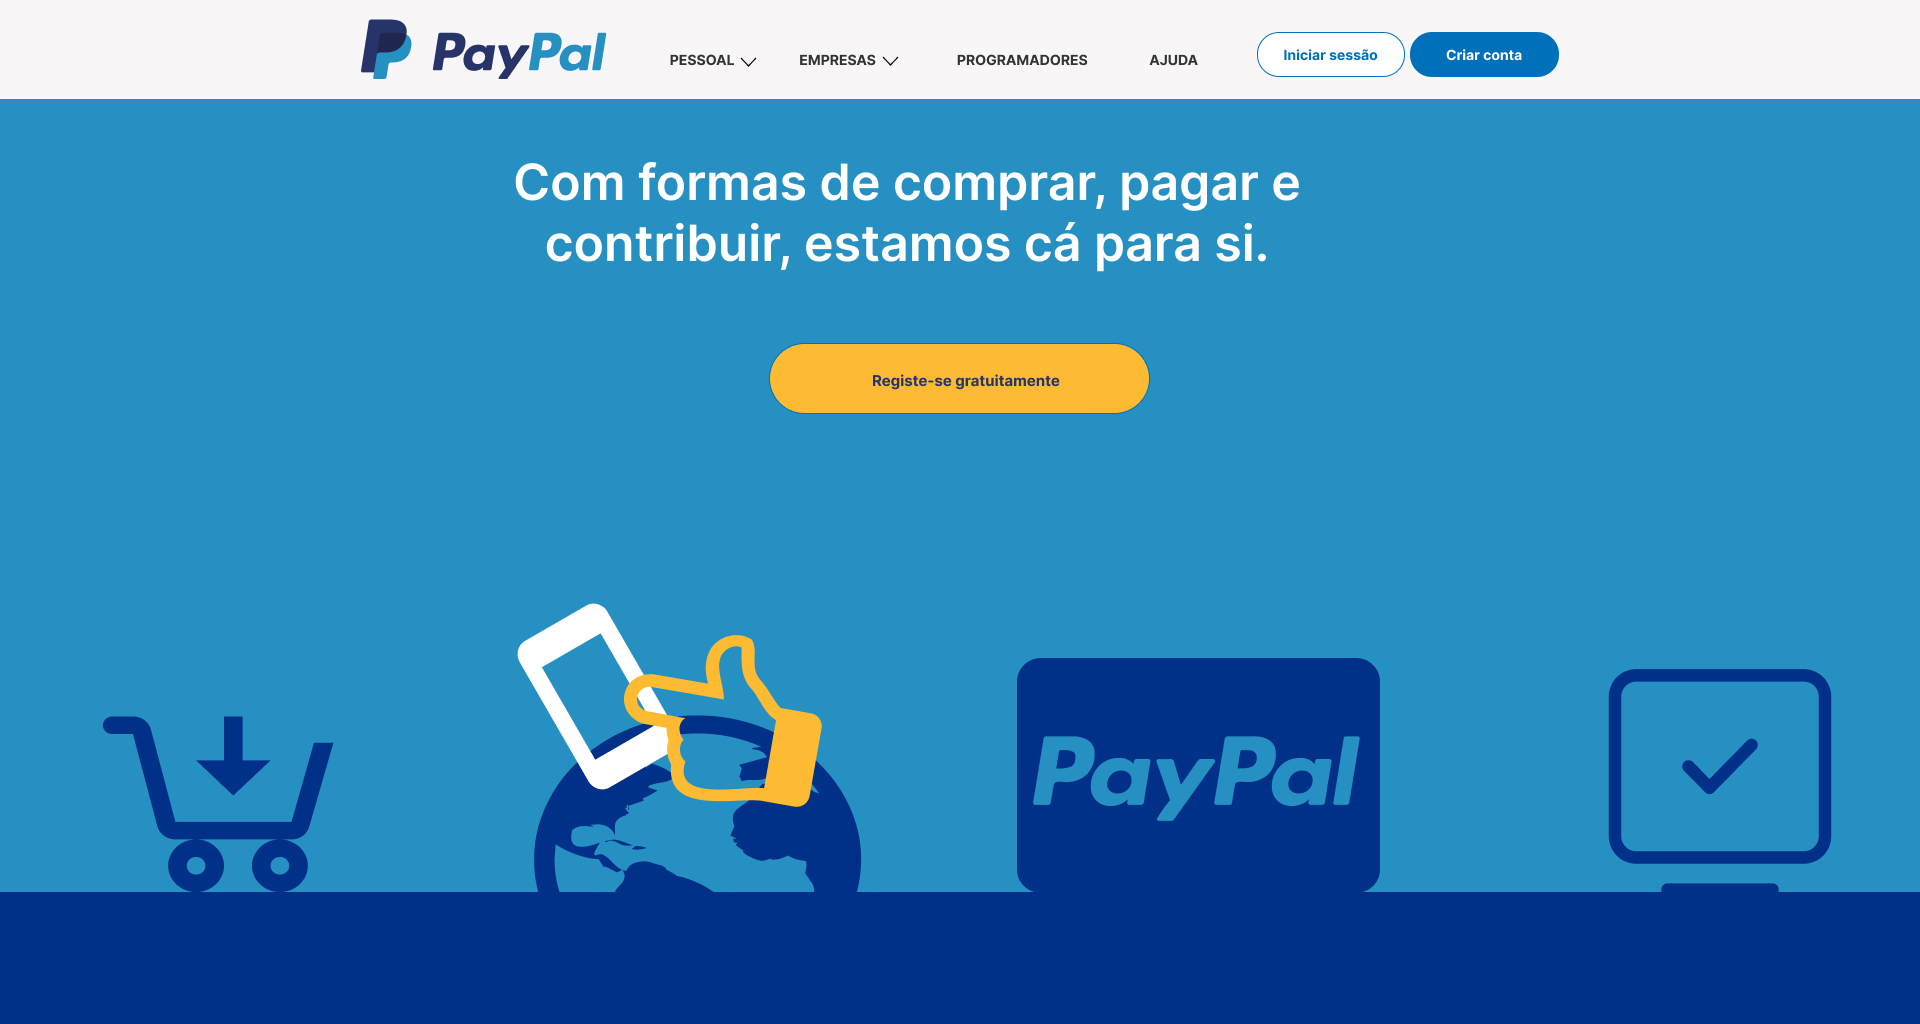 PayPal
PESSOAL
EMPRESAS
PROGRAMADORES
AJUDA
Iniciar sessão
Criar conta
Com formas de comprar, pagar e
contribuir, estamos cá para si.
Registe-se gratuitamente
PayPal